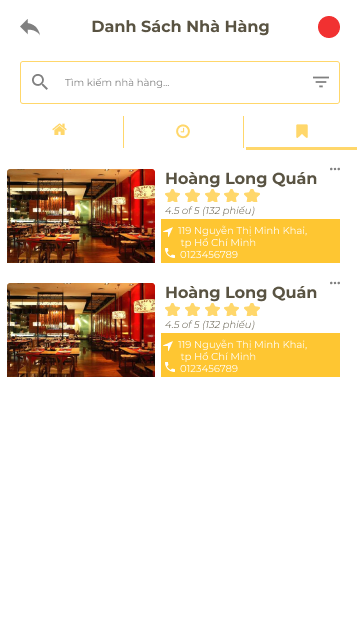 Danh Sách Nhà Hàng
Tìm kiếm nhà hàng...
Hoàng Long Quán
4.5 of 5 (132 phiếu)
119 Nguyễn Thị Minh Khai,
tp Hồ Chí Minh
0123456789
Hoàng Long Quán
4.5 of 5 (132 phiếu)
119 Nguyễn Thị Minh Khai,
tp Hồ Chí Minh
0123456789